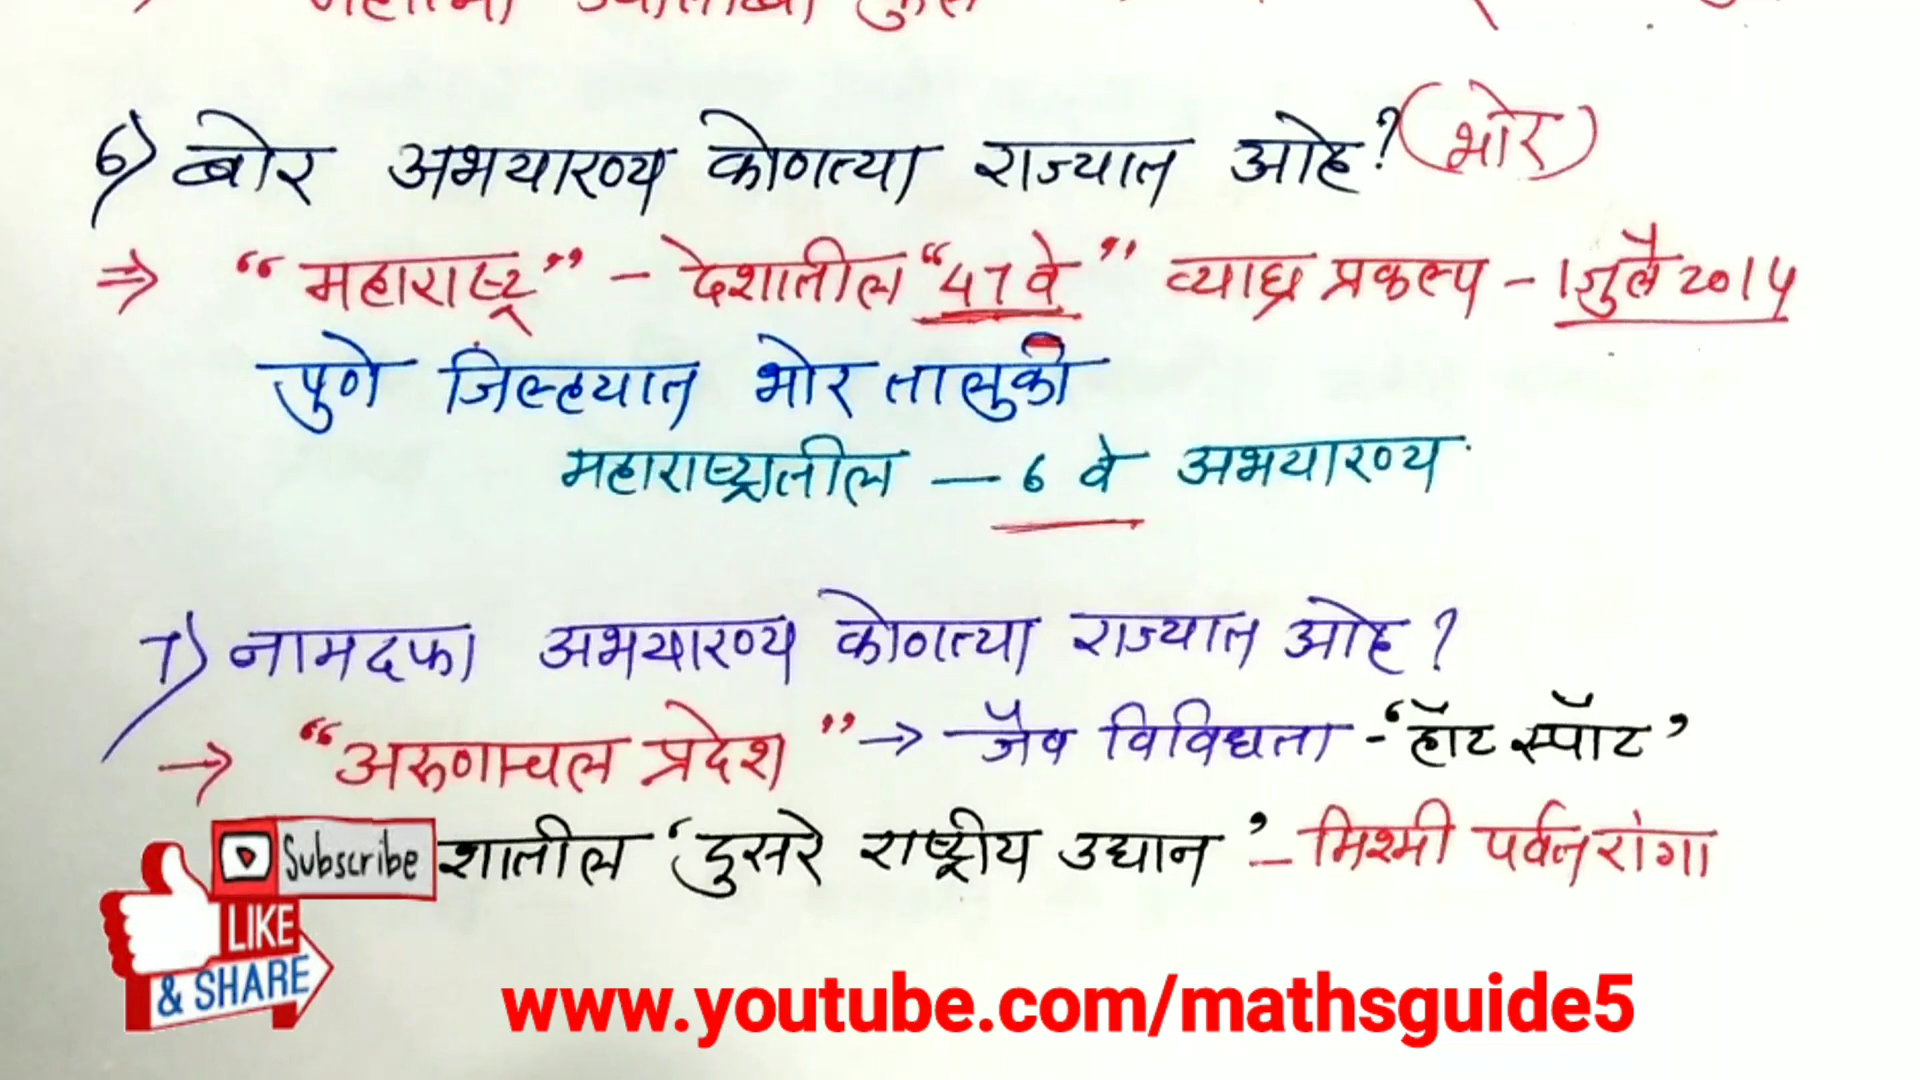 6) बोर अभयारण्य कोणत्या राज्यात आहे? (भोर)
⇒ “महाराष्ट्र” - देशातील “47 वे” व्याघ्र प्रकल्प - 1 जुलै 2014
पुणे जिल्ह्यात भोर तालुका
महाराष्ट्रातील - 6 वे अभयारण्य
7) नामदफा अभयारण्य कोणत्या राज्यात आहे?
→ “अरुणाचल प्रदेश” → जैव विविधता - ‘हॉट स्पॉट’
शातील ‘दुसरे राष्ट्रीय उद्यान’ - मिश्मी पर्वतरांगा
Subscribe
LIKE
& SHARE
www.youtube.com/mathsguide5